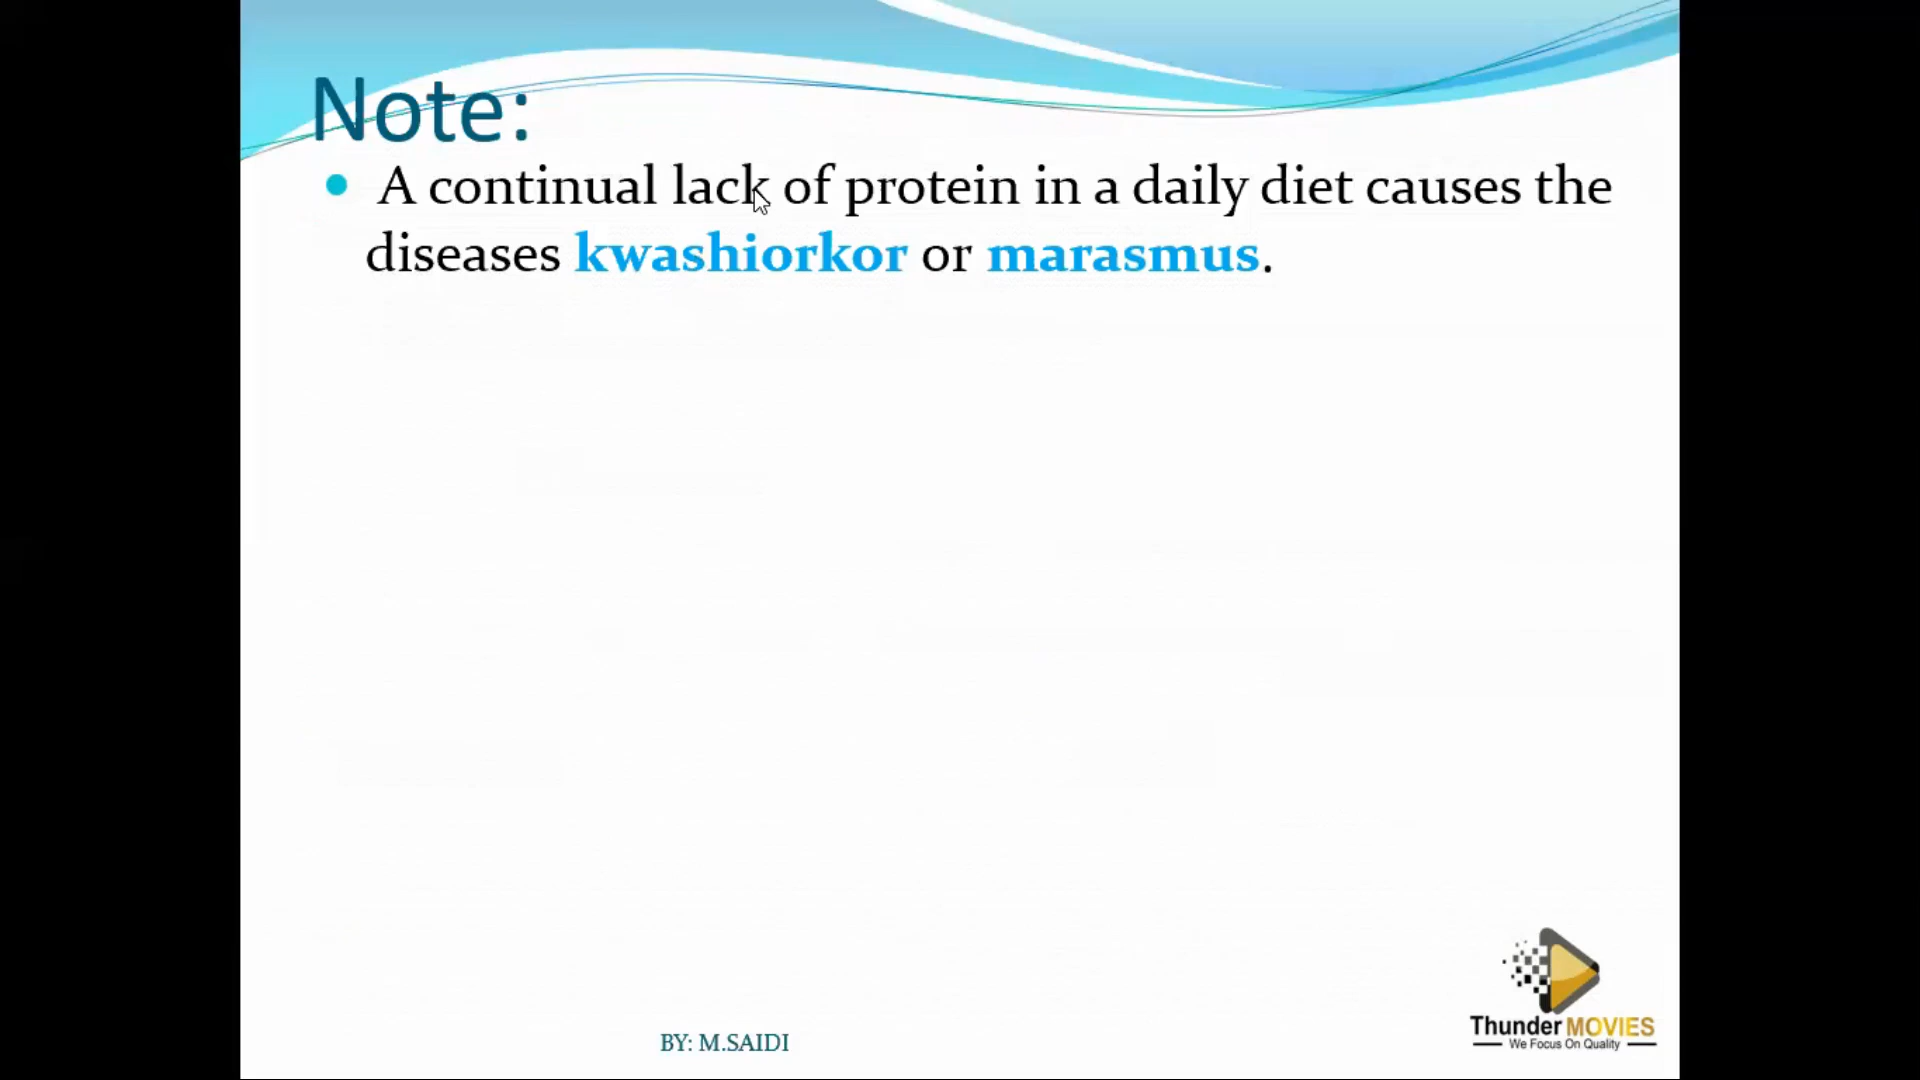 Note:
A continual lack of protein in a daily diet causes the
diseases kwashiorkor or marasmus.
BY: M.SAIDI
Thunder MOVIES
We Focus On Quality